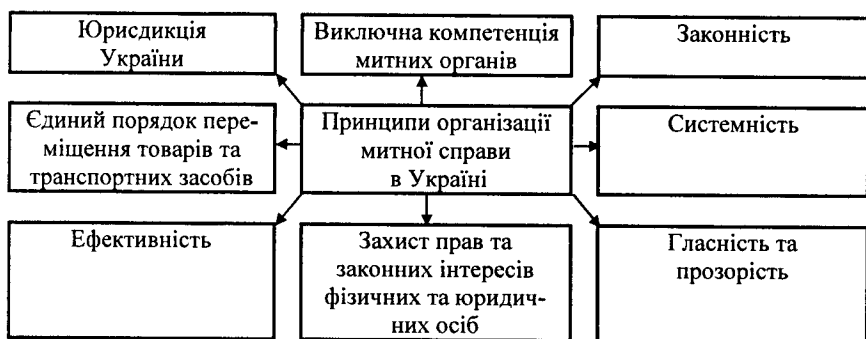 Юрисдикція
України
Виключна компетенція
митних органів
Законність
Єдиний порядок пере-
міщення товарів та
транспортних засобів
Принципи організації
митної справи
в Україні
Системність
Ефективність
Захист прав та
законних інтересів
фізичних та юридич-
них осіб
Гласність та
прозорість